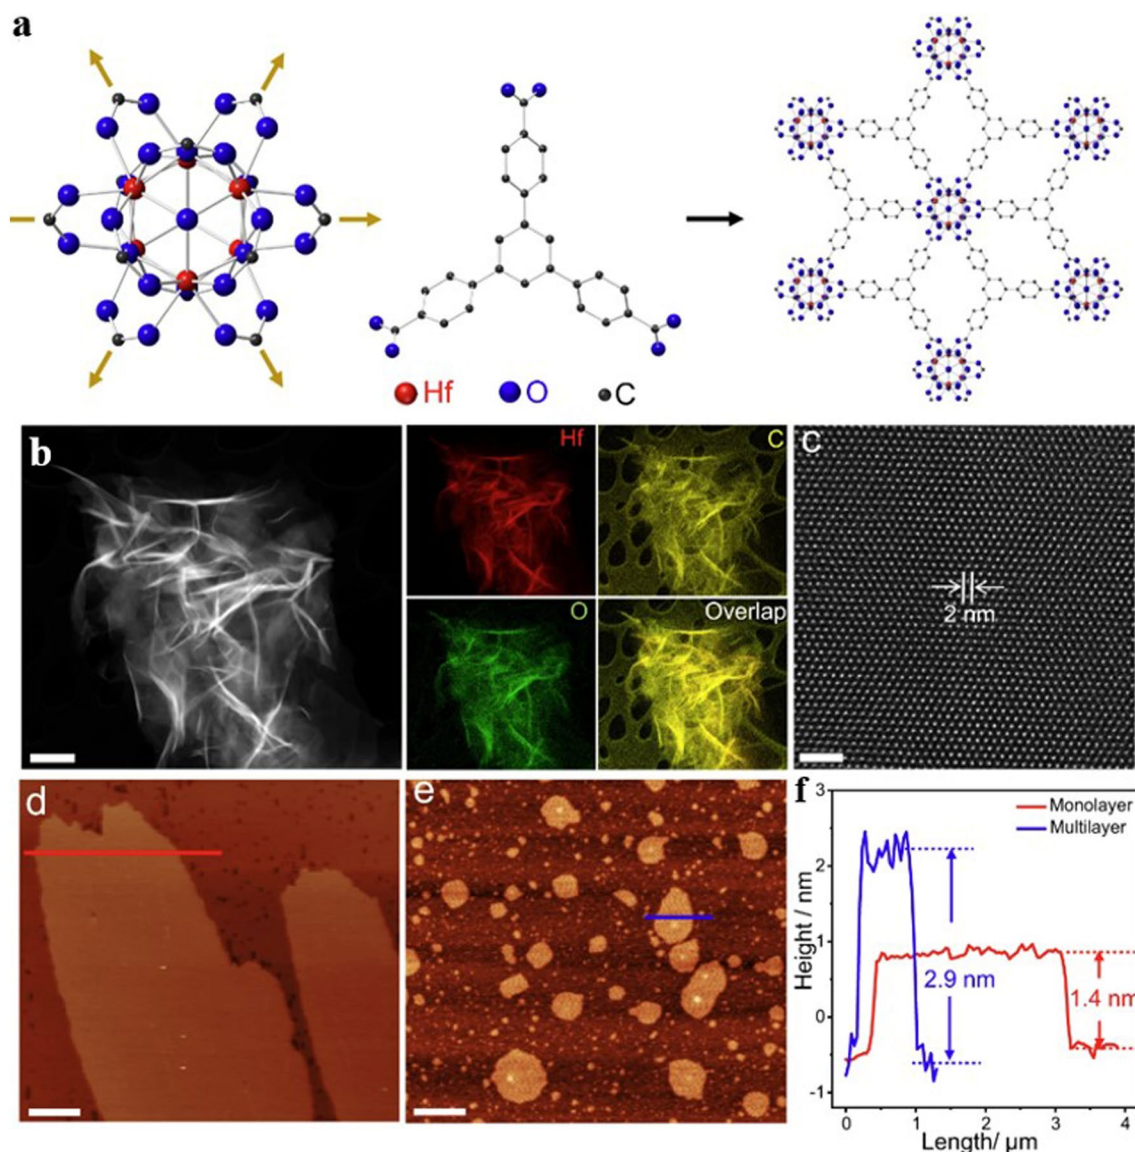 a
Hf
O
C
b
Hf
C
O
Overlap
c
2 nm
d
e
f
3
2
1
0
-1
Height / nm
Monolayer
Multilayer
2.9 nm
1.4 nm
0
1
2
3
4
Length/ μm